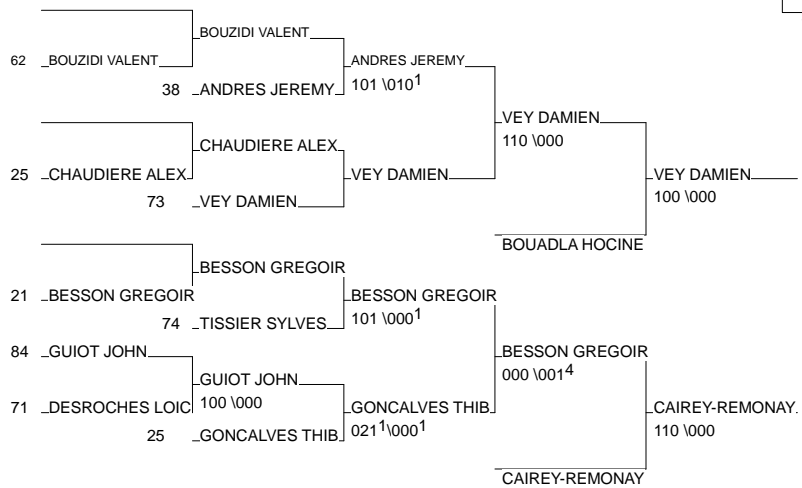 BOUZIDI VALENT
62 BOUZIDI VALENT ANDRES JEREMY
38 ANDRES JEREMY 101 \010¹
VEY DAMIEN
110 \000
CHAUDIERE ALEX
25 CHAUDIERE ALEX VEY DAMIEN VEY DAMIEN
73 VEY DAMIEN 100 \000
BOUADLA HOCINE
BESSON GREGOIR
21 BESSON GREGOIR BESSON GREGOIR
74 TISSIER SYLVES 101 \000¹
84 GUIOT JOHN BESSON GREGOIR
GUIOT JOHN 000 \001⁴
100 \000
71 DESROCHES LOIC GONCALVES THIB CAIREY-REMONAY
25 GONCALVES THIB 021¹\000¹ 110 \000
CAIREY-REMONAY